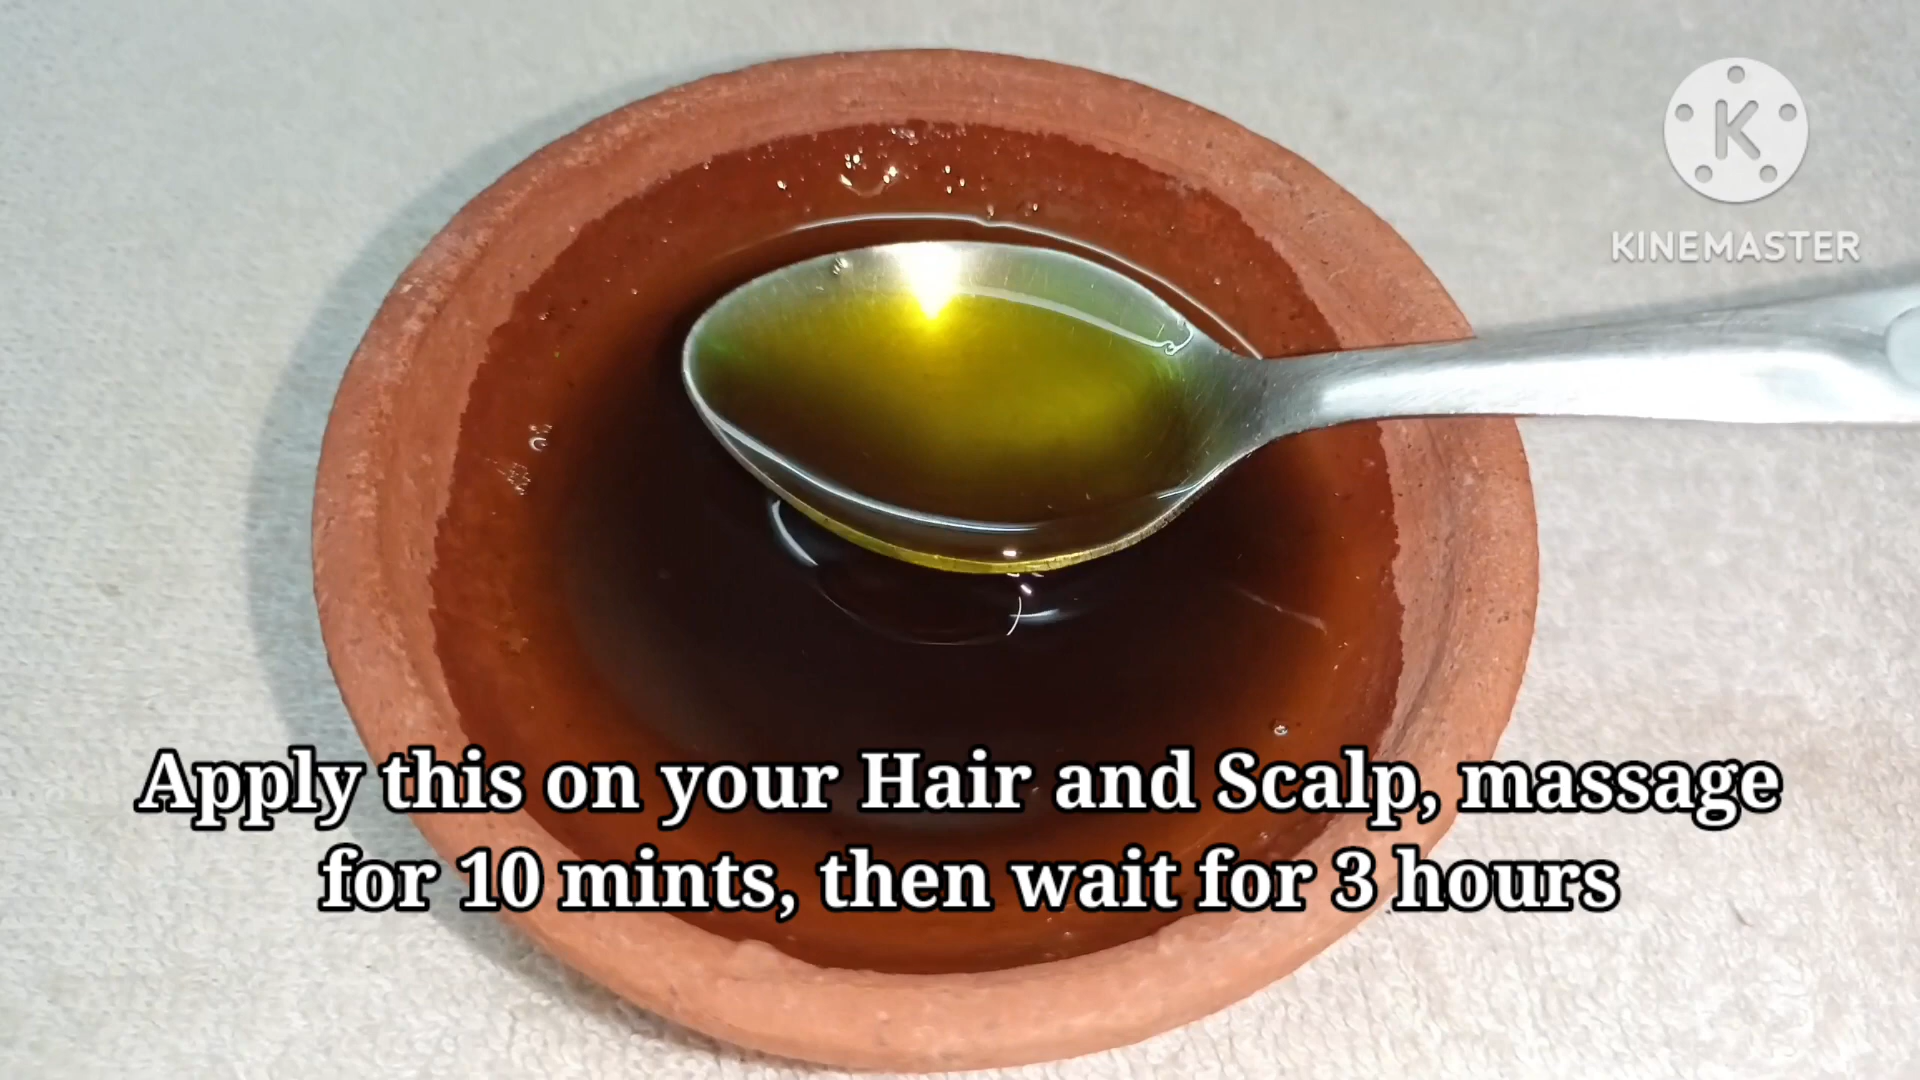 K
KINEMASTER
Apply this on your Hair and Scalp, massage
for 10 mints, then wait for 3 hours